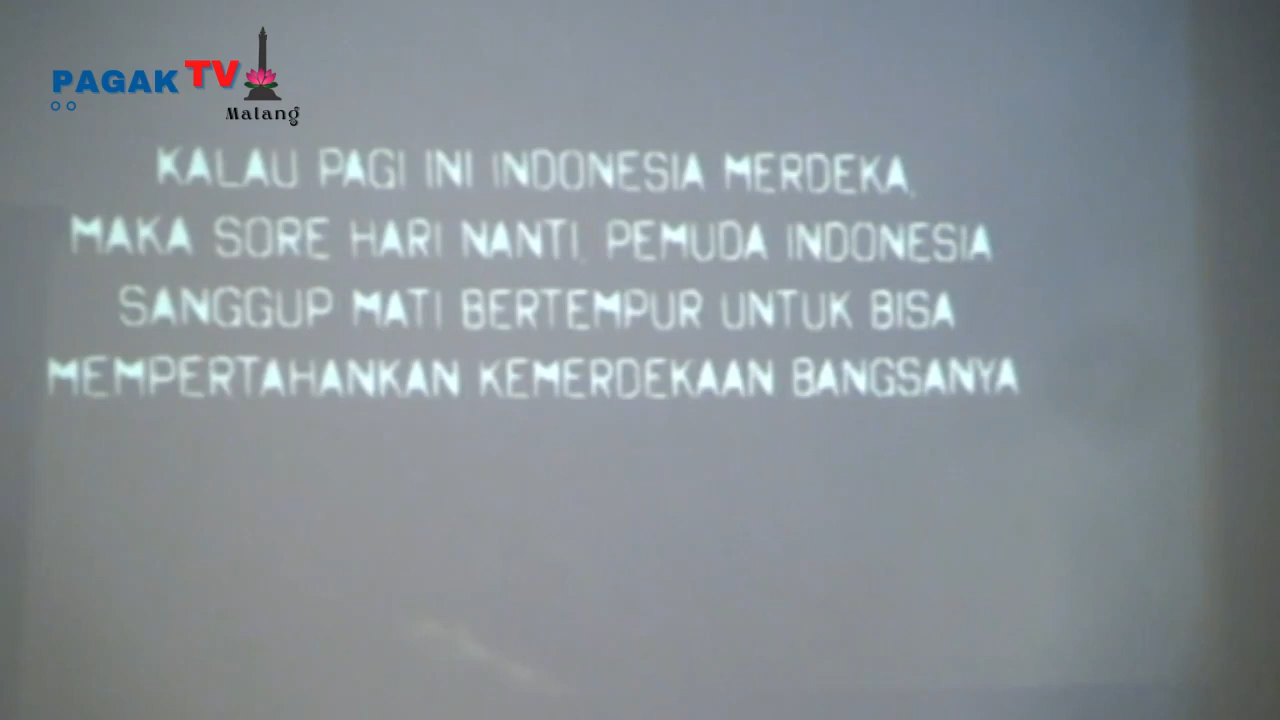 PAGAK TV
Malang
KALAU PAGI INI INDONESIA MERDEKA,
MAKA SORE HARI NANTI, PEMUDA INDONESIA
SANGGUP MATI BERTEMPUR UNTUK BISA
MEMPERTAHANKAN KEMERDEKAAN BANGSANYA